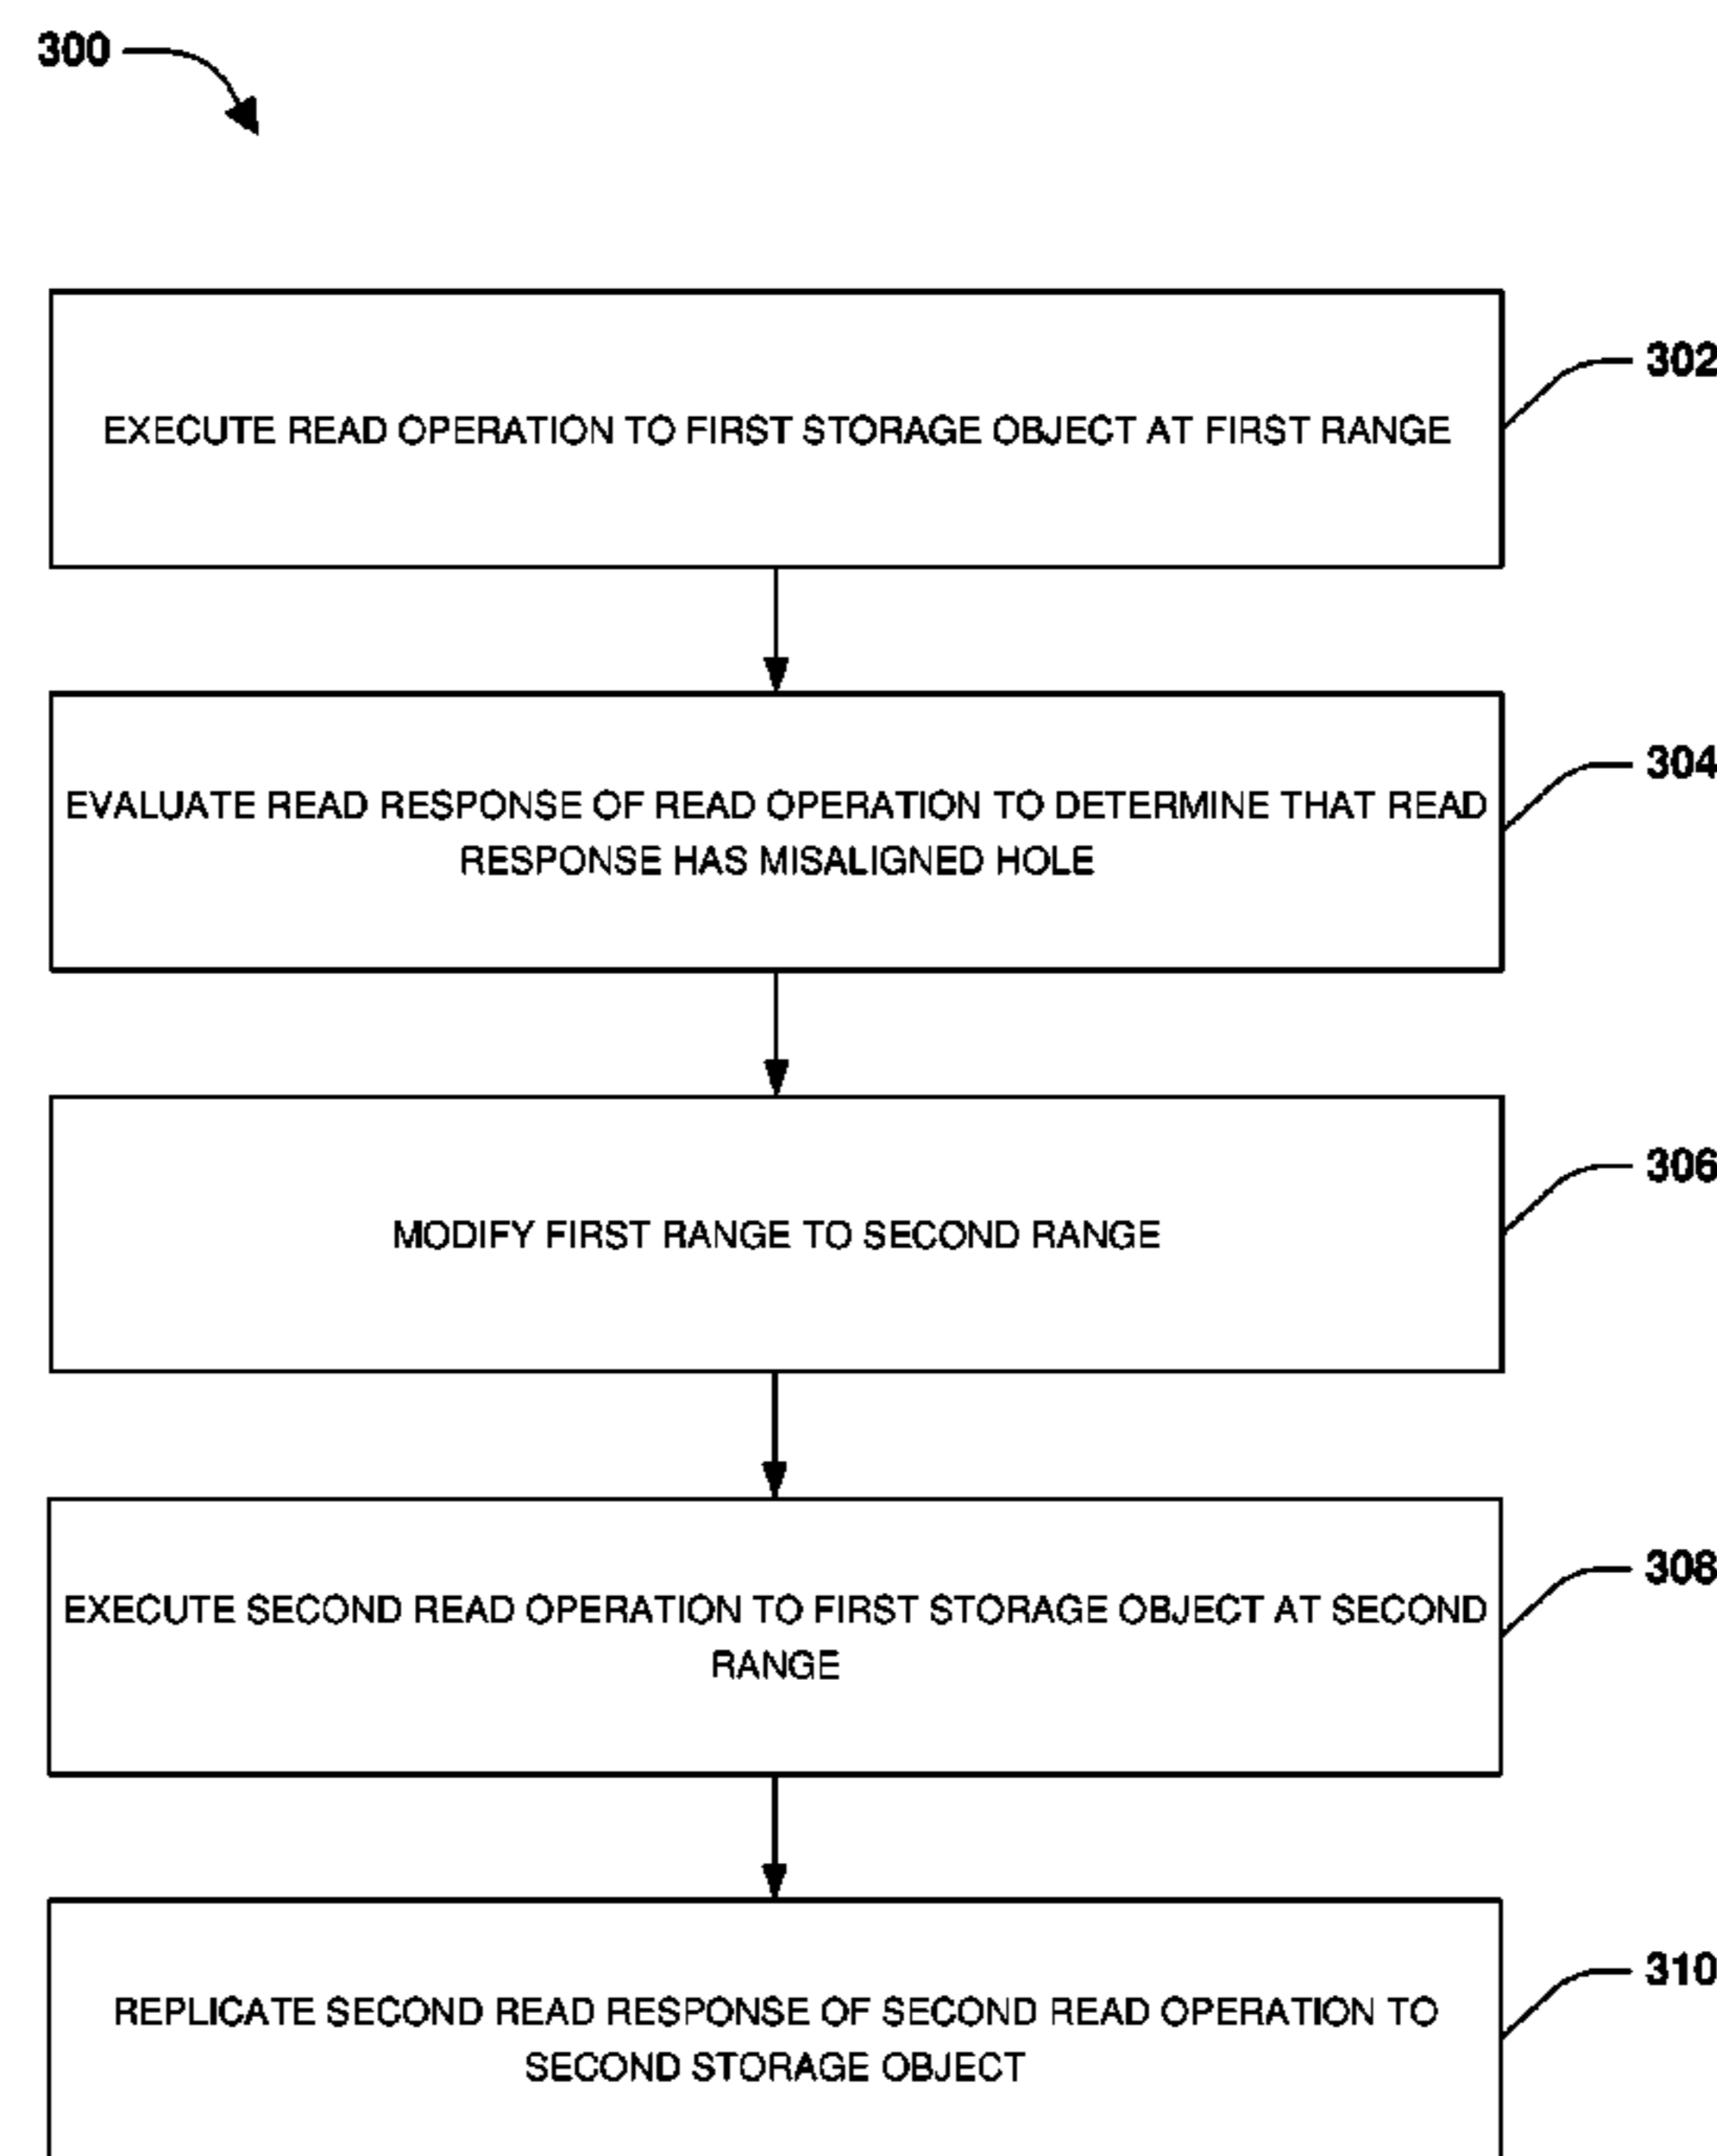 300
EXECUTE READ OPERATION TO FIRST STORAGE OBJECT AT FIRST RANGE
302
EVALUATE READ RESPONSE OF READ OPERATION TO DETERMINE THAT READ
RESPONSE HAS MISALIGNED HOLE
304
MODIFY FIRST RANGE TO SECOND RANGE
306
EXECUTE SECOND READ OPERATION TO FIRST STORAGE OBJECT AT SECOND
RANGE
308
REPLICATE SECOND READ RESPONSE OF SECOND READ OPERATION TO
SECOND STORAGE OBJECT
310